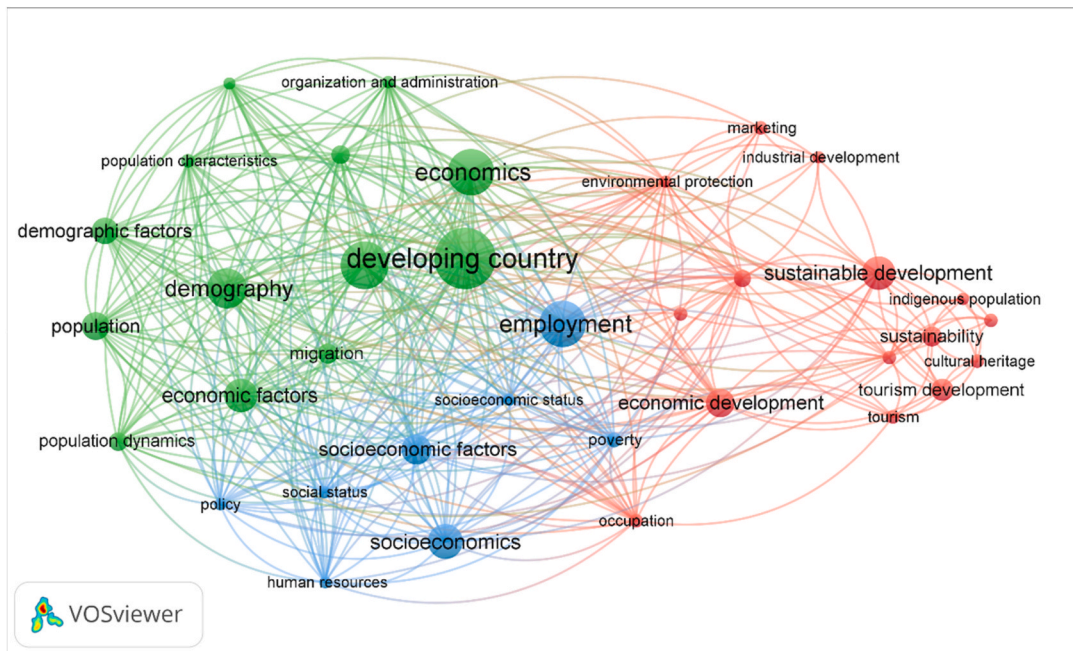 organization and administration
marketing
industrial development
population characteristics
economics
environmental protection
demographic factors
developing country
sustainable development
demography
indigenous population
population
employment
sustainability
migration
cultural heritage
economic factors
socioeconomic status
economic development
tourism development
tourism
population dynamics
socioeconomic factors
poverty
social status
policy
occupation
socioeconomics
human resources
VOSviewer